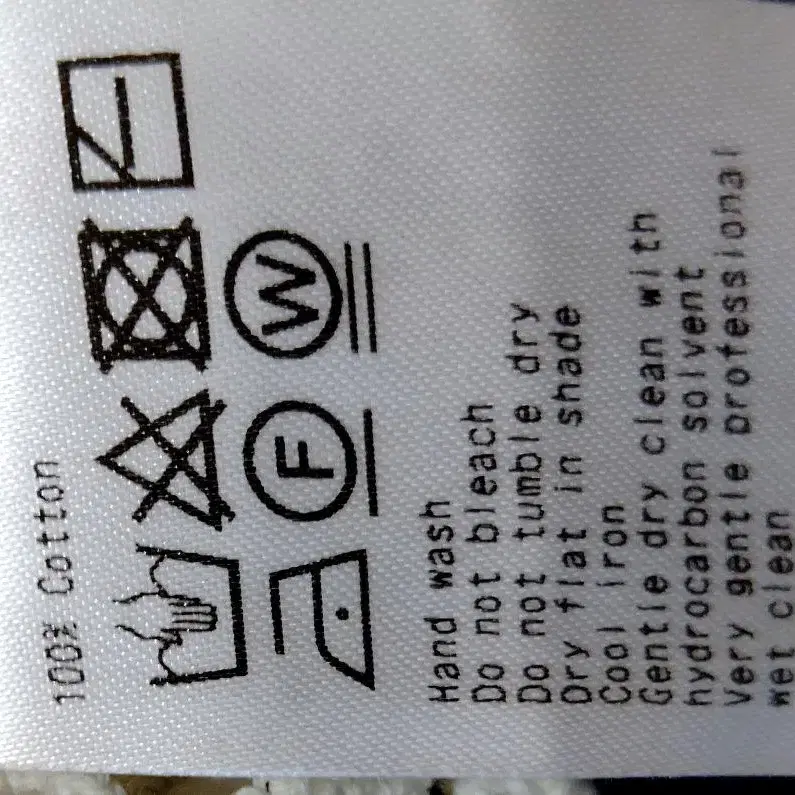 100% Cotton
F
W
Hand wash
Do not bleach
Do not tumble dry
Dry flat in shade
Cool iron
Gentle dry clean with
hydrocarbon solvent
Very gentle professional
wet clean